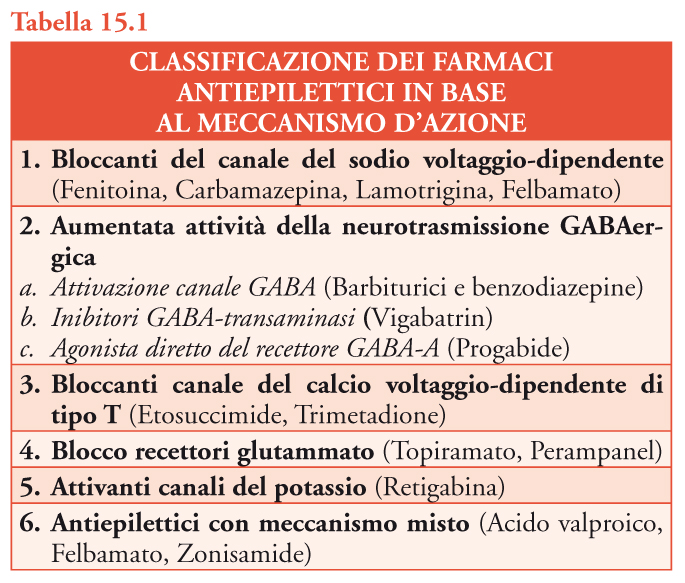 Tabella 15.1
CLASSIFICAZIONE DEI FARMACI
ANTIEPILETTICI IN BASE
AL MECCANISMO D’AZIONE
1. Bloccanti del canale del sodio voltaggio-dipendente
(Fenitoina, Carbamazepina, Lamotrigina, Felbamato)
2. Aumentata attività della neurotrasmissione GABAer-
gica
a. Attivazione canale GABA (Barbiturici e benzodiazepine)
b. Inibitori GABA-transaminasi (Vigabatrin)
c. Agonista diretto del recettore GABA-A (Progabide)
3. Bloccanti canale del calcio voltaggio-dipendente di
tipo T (Etosuccimide, Trimetadione)
4. Blocco recettori glutammato (Topiramato, Perampanel)
5. Attivanti canali del potassio (Retigabina)
6. Antiepilettici con meccanismo misto (Acido valproico,
Felbamato, Zonisamide)